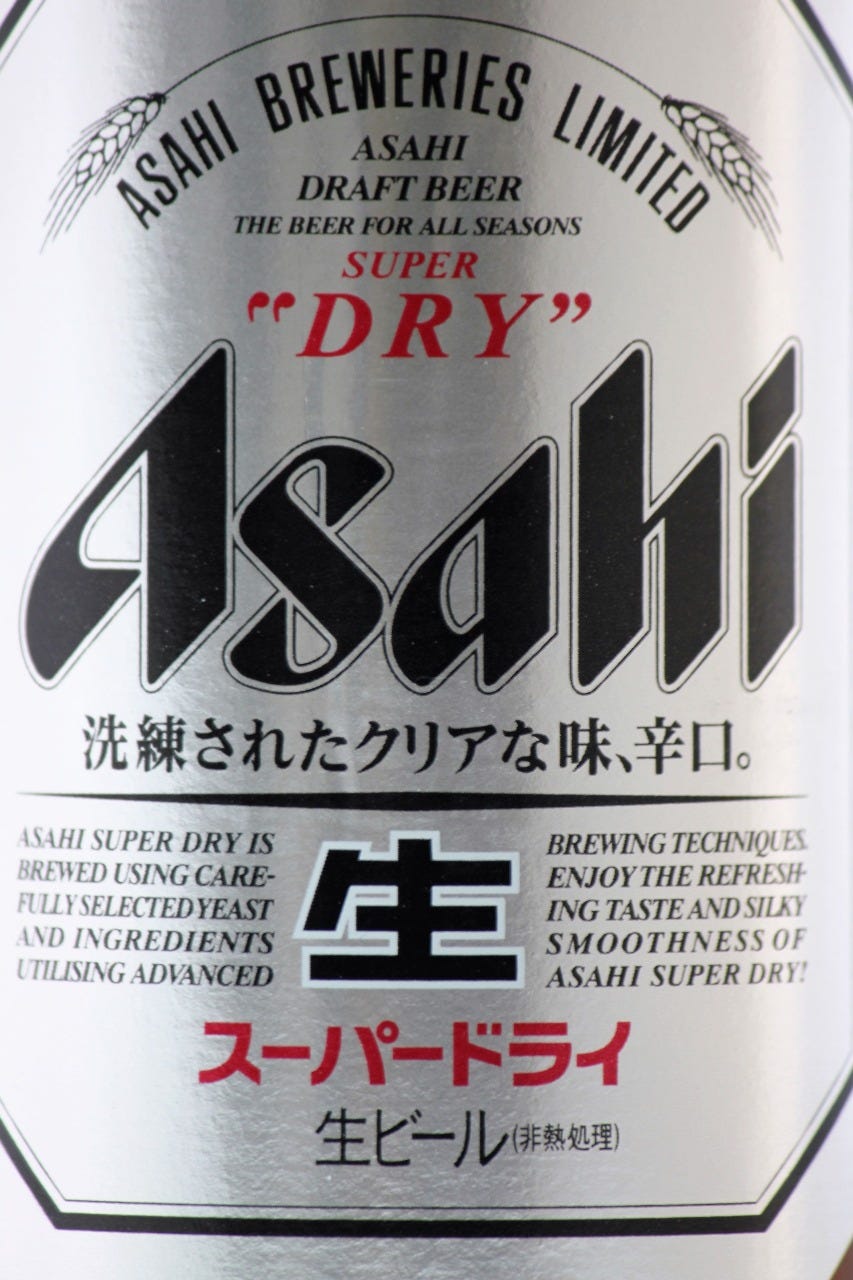 ASAHI BREWERIES LIMITED
ASAHI
DRAFT BEER
THE BEER FOR ALL SEASONS
SUPER
“DRY”
Asahi
洗練されたクリアな味、辛口。
ASAHI SUPER DRY IS
BREWED USING CARE-
FULLY SELECTED YEAST
AND INGREDIENTS
UTILISING ADVANCED
生
BREWING TECHNIQUES.
ENJOY THE REFRESH-
ING TASTE AND SILKY
SMOOTHNESS OF
ASAHI SUPER DRY!
スーパードライ
生ビール(非熱処理)